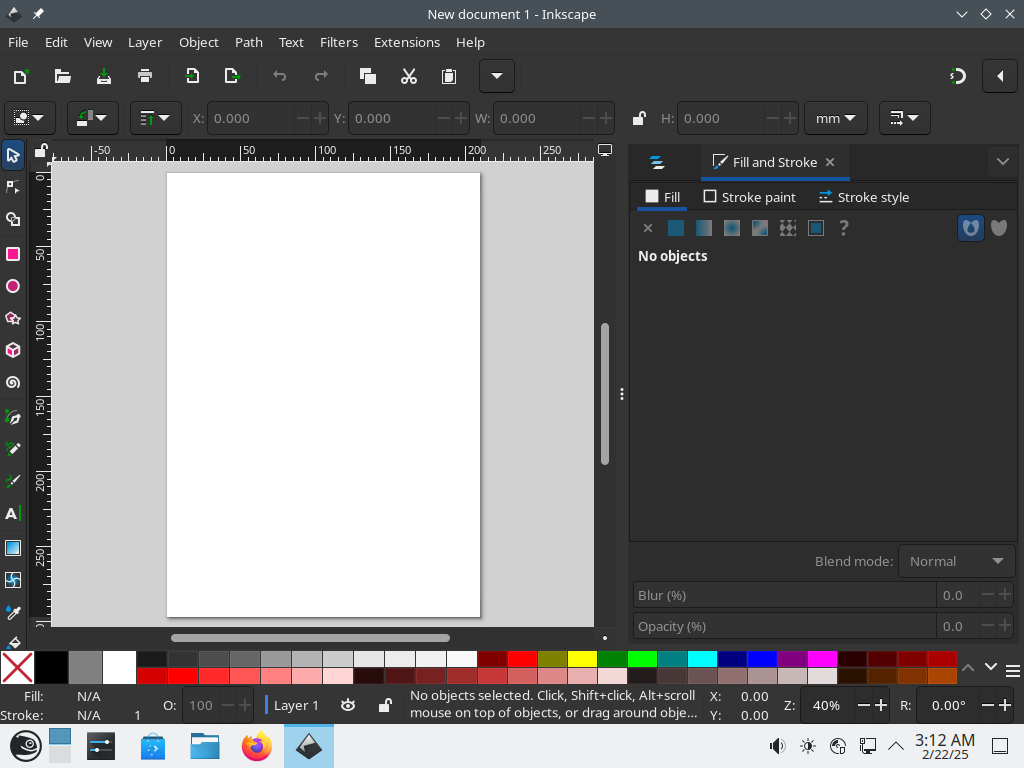 New document 1 - Inkscape
File Edit View Layer Object Path Text Filters Extensions Help
X: 0.000 Y: 0.000 W: 0.000 H: 0.000 mm
-50 0 50 100 150 200 250
Fill and Stroke
Fill Stroke paint Stroke style
?
No objects
0
50
100
150
200
250
A
Blend mode: Normal
Blur (%) 0.0
Opacity (%) 0.0
Fill: N/A
Stroke: N/A 1
O: 100
Layer 1
No objects selected. Click, Shift+click, Alt+scroll
mouse on top of objects, or drag around obje...
X: 0.00
Y: 0.00
Z: 40%
R: 0.00°
3:12 AM
2/22/25